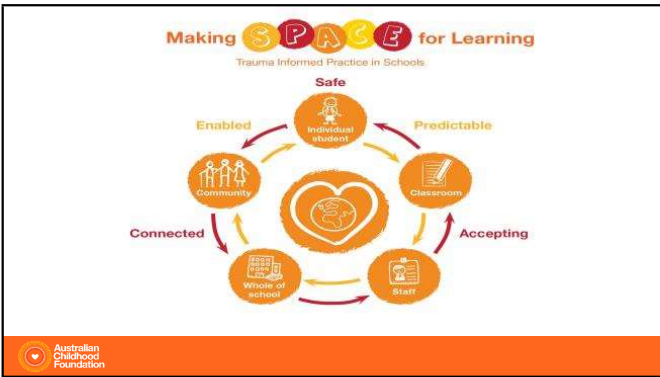 Making SPACE for Learning
Trauma Informed Practice in Schools
Safe
Individual
student
Enabled
Predictable
Community
Classroom
Connected
Accepting
Whole of
school
Staff
Australian
Childhood
Foundation